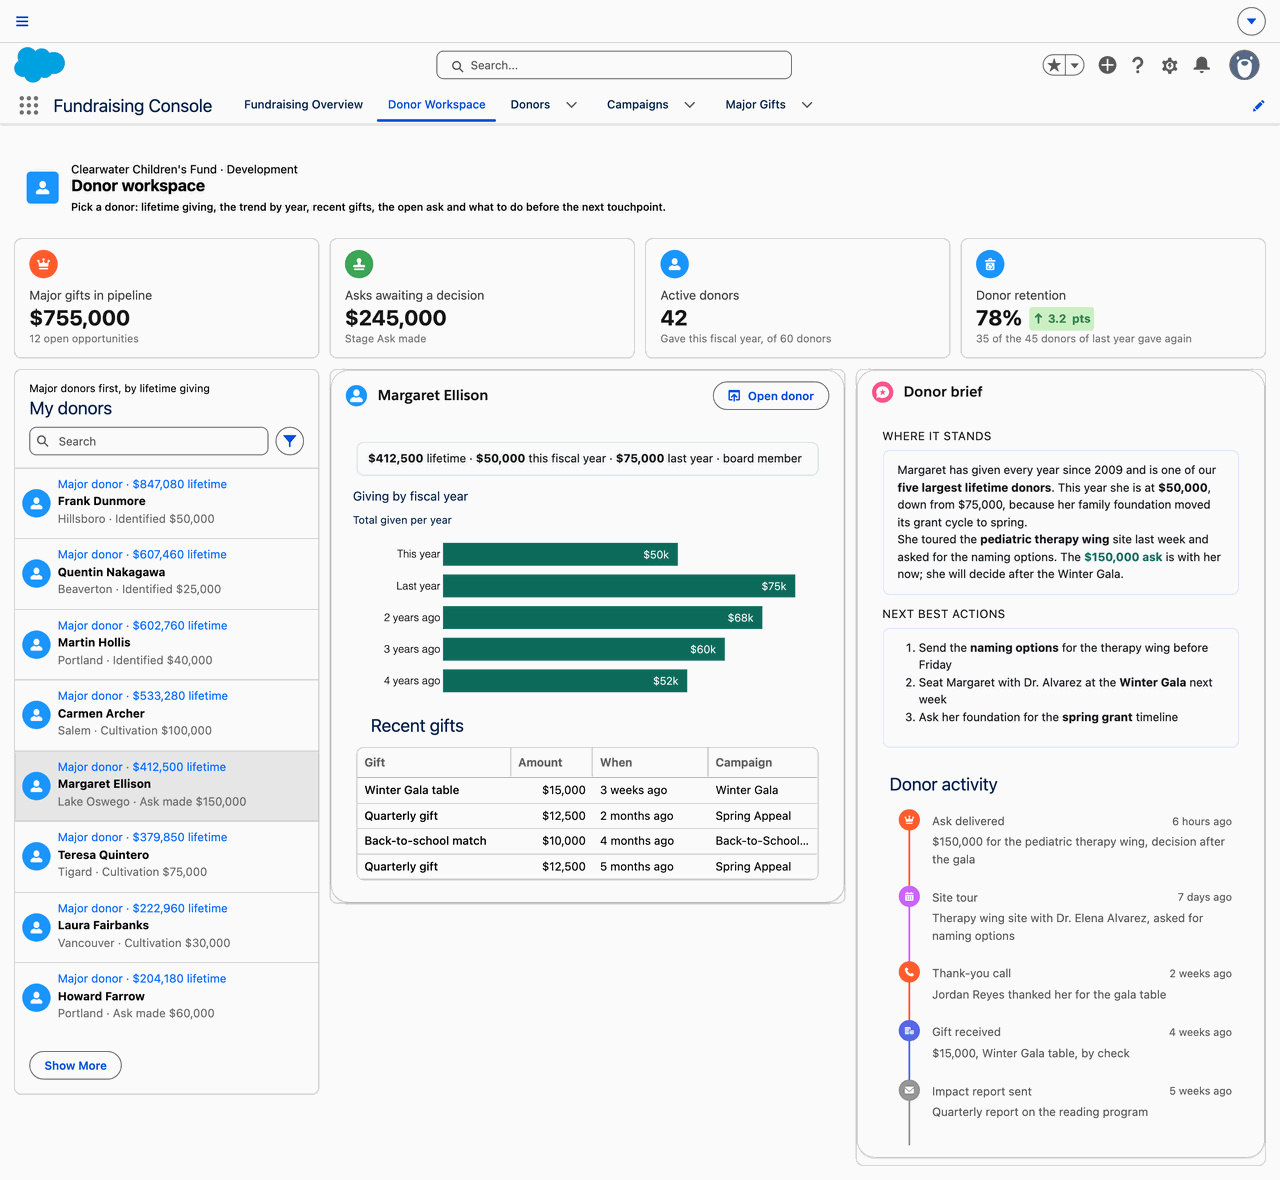 Search...
Fundraising Console
Fundraising Overview
Donor Workspace
Donors
Campaigns
Major Gifts
Clearwater Children's Fund · Development
Donor workspace
Pick a donor: lifetime giving, the trend by year, recent gifts, the open ask and what to do before the next touchpoint.
Major gifts in pipeline
$755,000
12 open opportunities
Asks awaiting a decision
$245,000
Stage Ask made
Active donors
42
Gave this fiscal year, of 60 donors
Donor retention
78% ↑ 3.2 pts
35 of the 45 donors of last year gave again
Major donors first, by lifetime giving
My donors
Search
Major donor · $847,080 lifetime
Frank Dunmore
Hillsboro · Identified $50,000
Major donor · $607,460 lifetime
Quentin Nakagawa
Beaverton · Identified $25,000
Major donor · $602,760 lifetime
Martin Hollis
Portland · Identified $40,000
Major donor · $533,280 lifetime
Carmen Archer
Salem · Cultivation $100,000
Major donor · $412,500 lifetime
Margaret Ellison
Lake Oswego · Ask made $150,000
Major donor · $379,850 lifetime
Teresa Quintero
Tigard · Cultivation $75,000
Major donor · $222,960 lifetime
Laura Fairbanks
Vancouver · Cultivation $30,000
Major donor · $204,180 lifetime
Howard Farrow
Portland · Ask made $60,000
Show More
Margaret Ellison
Open donor
$412,500 lifetime · $50,000 this fiscal year · $75,000 last year · board member
Giving by fiscal year
Total given per year
This year $50k
Last year $75k
2 years ago $68k
3 years ago $60k
4 years ago $52k
Recent gifts
Gift Amount When Campaign
Winter Gala table $15,000 3 weeks ago Winter Gala
Quarterly gift $12,500 2 months ago Spring Appeal
Back-to-school match $10,000 4 months ago Back-to-School...
Quarterly gift $12,500 5 months ago Spring Appeal
Donor brief
WHERE IT STANDS
Margaret has given every year since 2009 and is one of our
five largest lifetime donors. This year she is at $50,000,
down from $75,000, because her family foundation moved
its grant cycle to spring.
She toured the pediatric therapy wing site last week and
asked for the naming options. The $150,000 ask is with her
now; she will decide after the Winter Gala.
NEXT BEST ACTIONS
1. Send the naming options for the therapy wing before
Friday
2. Seat Margaret with Dr. Alvarez at the Winter Gala next
week
3. Ask her foundation for the spring grant timeline
Donor activity
Ask delivered 6 hours ago
$150,000 for the pediatric therapy wing, decision after
the gala
Site tour 7 days ago
Therapy wing site with Dr. Elena Alvarez, asked for
naming options
Thank-you call 2 weeks ago
Jordan Reyes thanked her for the gala table
Gift received 4 weeks ago
$15,000, Winter Gala table, by check
Impact report sent 5 weeks ago
Quarterly report on the reading program